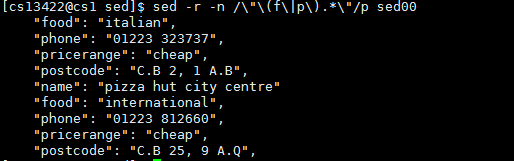 [cs13422@cs1 sed]$ sed -r -n /\"\(f\|p\).*\"/p sed00
"food": "italian",
"phone": "01223 323737",
"pricerange": "cheap",
"postcode": "C.B 2, 1 A.B"
"name": "pizza hut city centre"
"food": "international",
"phone": "01223 812660",
"pricerange": "cheap",
"postcode": "C.B 25, 9 A.Q",